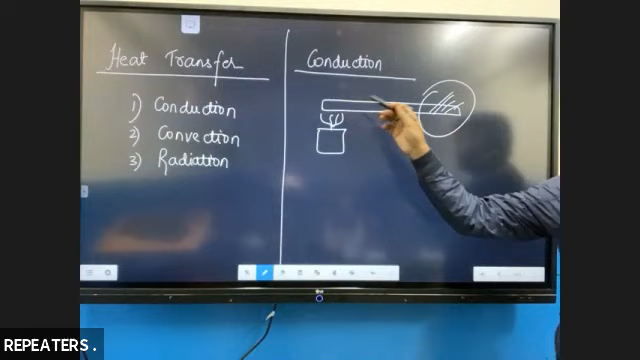 Heat Transfer
1) Conduction
2) Convection
3) Radiation
Conduction
REPEATERS.